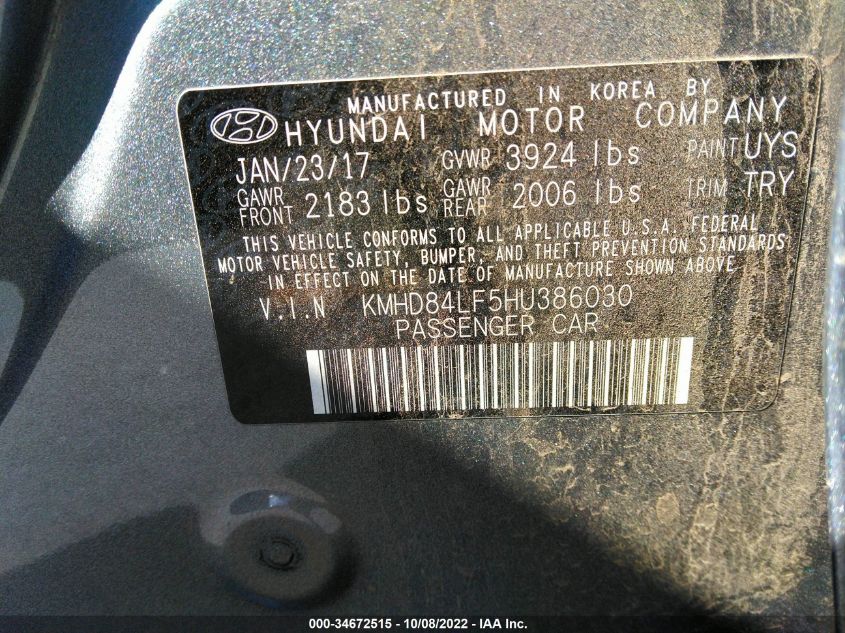 MANUFACTURED IN KOREA BY
HYUNDAI MOTOR COMPANY
JAN/23/17 GVWR 3924 lbs PAINT UYS
GAWR FRONT 2183 lbs GAWR REAR 2006 lbs TRIM TRY
THIS VEHICLE CONFORMS TO ALL APPLICABLE U.S.A. FEDERAL
MOTOR VEHICLE SAFETY, BUMPER, AND THEFT PREVENTION STANDARDS
IN EFFECT ON THE DATE OF MANUFACTURE SHOWN ABOVE.
V.I.N KMHD84LF5HU386030
PASSENGER CAR
000-34672515 - 10/08/2022 - IAA Inc.